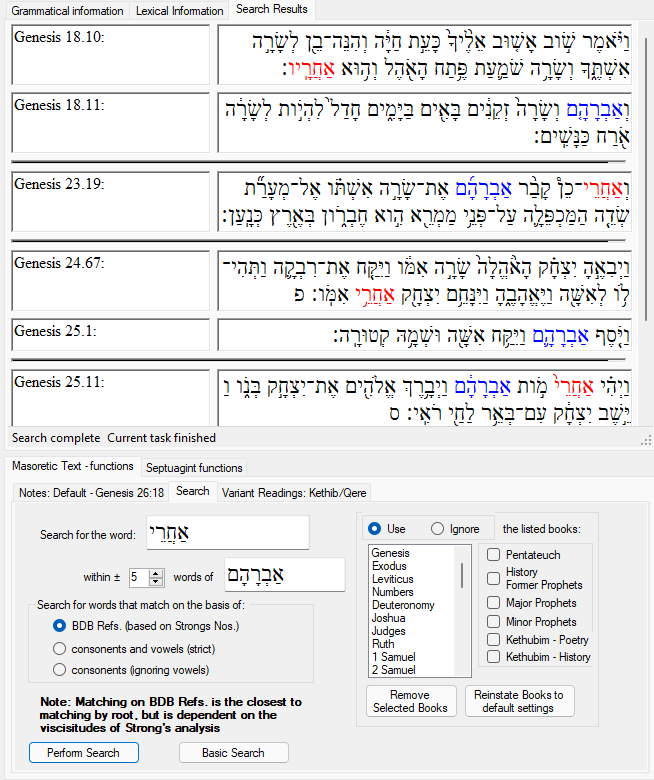 Grammatical information Lexical Information Search Results
Genesis 18.10:
וַיֹּ֗אמֶר שׁ֣וֹב אָשׁ֤וּב אֵלֶ֙יךָ֙ כָּעֵ֣ת חַיָּ֔ה וְהִנֵּה־בֵ֖ן לְשָׂרָ֣ה
אִשְׁתֶּ֑ךָ וְשָׂרָ֥ה שֹׁמַ֛עַת פֶּ֥תַח הָאֹ֖הֶל וְה֥וּא אַחֲרָֽיו׃
Genesis 18.11:
וְאַבְרָהָ֤ם וְשָׂרָה֙ זְקֵנִ֔ים בָּאִ֖ים בַּיָּמִ֑ים חָדַל֙ לִהְי֣וֹת לְשָׂרָ֔ה
אֹ֖רַח כַּנָּשִֽׁים׃
Genesis 23.19:
וְאַחֲרֵי־כֵן֩ קָבַ֨ר אַבְרָהָ֜ם אֶת־שָׂרָ֣ה אִשְׁתּ֗וֹ אֶל־מְעָרַ֞ת
שְׂדֵ֧ה הַמַּכְפֵּלָ֛ה עַל־פְּנֵ֥י מַמְרֵ֖א הִ֣וא חֶבְר֑וֹן בְּאֶ֖רֶץ כְּנָֽעַן׃
Genesis 24.67:
וַיְבִאֶ֣הָ יִצְחָ֗ק הָאֹ֙הֱלָה֙ שָׂרָ֣ה אִמּ֔וֹ וַיִּקַּ֧ח אֶת־רִבְקָ֛ה וַתְּהִי־
ל֥וֹ לְאִשָּׁ֖ה וַיֶּאֱהָבֶ֑הָ וַיִּנָּחֵ֥ם יִצְחָ֖ק אַחֲרֵ֥י אִמּֽוֹ׃ פ
Genesis 25.1:
וַיֹּ֧סֶף אַבְרָהָ֛ם וַיִּקַּ֥ח אִשָּׁ֖ה וּשְׁמָ֥הּ קְטוּרָֽה׃
Genesis 25.11:
וַיְהִ֗י אַחֲרֵי֙ מ֣וֹת אַבְרָהָ֔ם וַיְבָ֥רֶךְ אֱלֹהִ֖ים אֶת־יִצְחָ֣ק בְּנ֑וֹ וַ
יֵּ֣שֶׁב יִצְחָ֔ק עִם־בְּאֵ֥ר לַחַ֖י רֹאִֽי׃ ס
Search complete Current task finished
Masoretic Text - functions Septuagint functions
Notes: Default - Genesis 26:18 Search Variant Readings: Kethib/Qere
Search for the word: אַחֲרֵי
within ± 5 words of אַבְרָהָם
Search for words that match on the basis of:
BDB Refs. (based on Strongs Nos.)
consonents and vowels (strict)
consonents (ignoring vowels)
Note: Matching on BDB Refs. is the closest to
matching by root, but is dependent on the
viscisitudes of Strong's analysis
Perform Search Basic Search
Use Ignore the listed books:
Genesis
Exodus
Leviticus
Numbers
Deuteronomy
Joshua
Judges
Ruth
1 Samuel
2 Samuel
Pentateuch
History
Former Prophets
Major Prophets
Minor Prophets
Kethubim - Poetry
Kethubim - History
Remove
Selected Books
Reinstate Books to
default settings